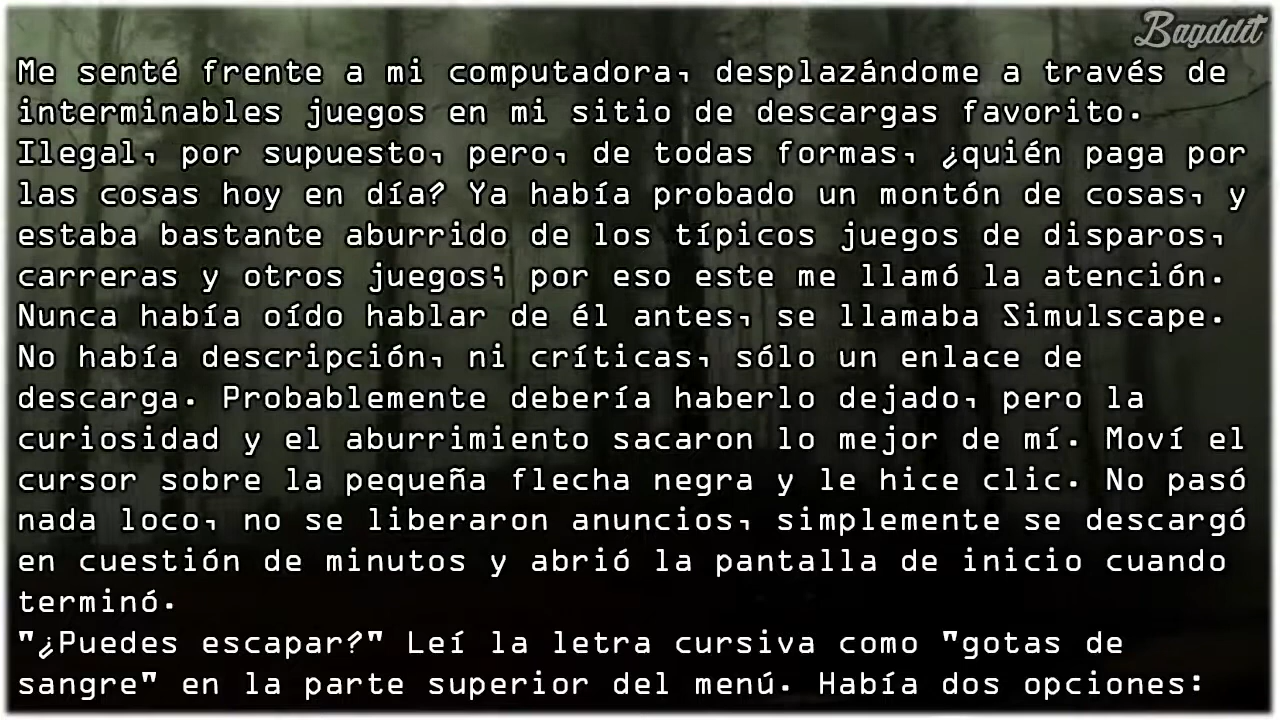 Bagddit
Me senté frente a mi computadora, desplazándome a través de
interminables juegos en mi sitio de descargas favorito.
Ilegal, por supuesto, pero, de todas formas, ¿quién paga por
las cosas hoy en día? Ya había probado un montón de cosas, y
estaba bastante aburrido de los típicos juegos de disparos,
carreras y otros juegos; por eso este me llamó la atención.
Nunca había oído hablar de él antes, se llamaba Simulscape.
No había descripción, ni críticas, sólo un enlace de
descarga. Probablemente debería haberlo dejado, pero la
curiosidad y el aburrimiento sacaron lo mejor de mí. Moví el
cursor sobre la pequeña flecha negra y le hice clic. No pasó
nada loco, no se liberaron anuncios, simplemente se descargó
en cuestión de minutos y abrió la pantalla de inicio cuando
terminó.
"¿Puedes escapar?" Leí la letra cursiva como "gotas de
sangre" en la parte superior del menú. Había dos opciones: